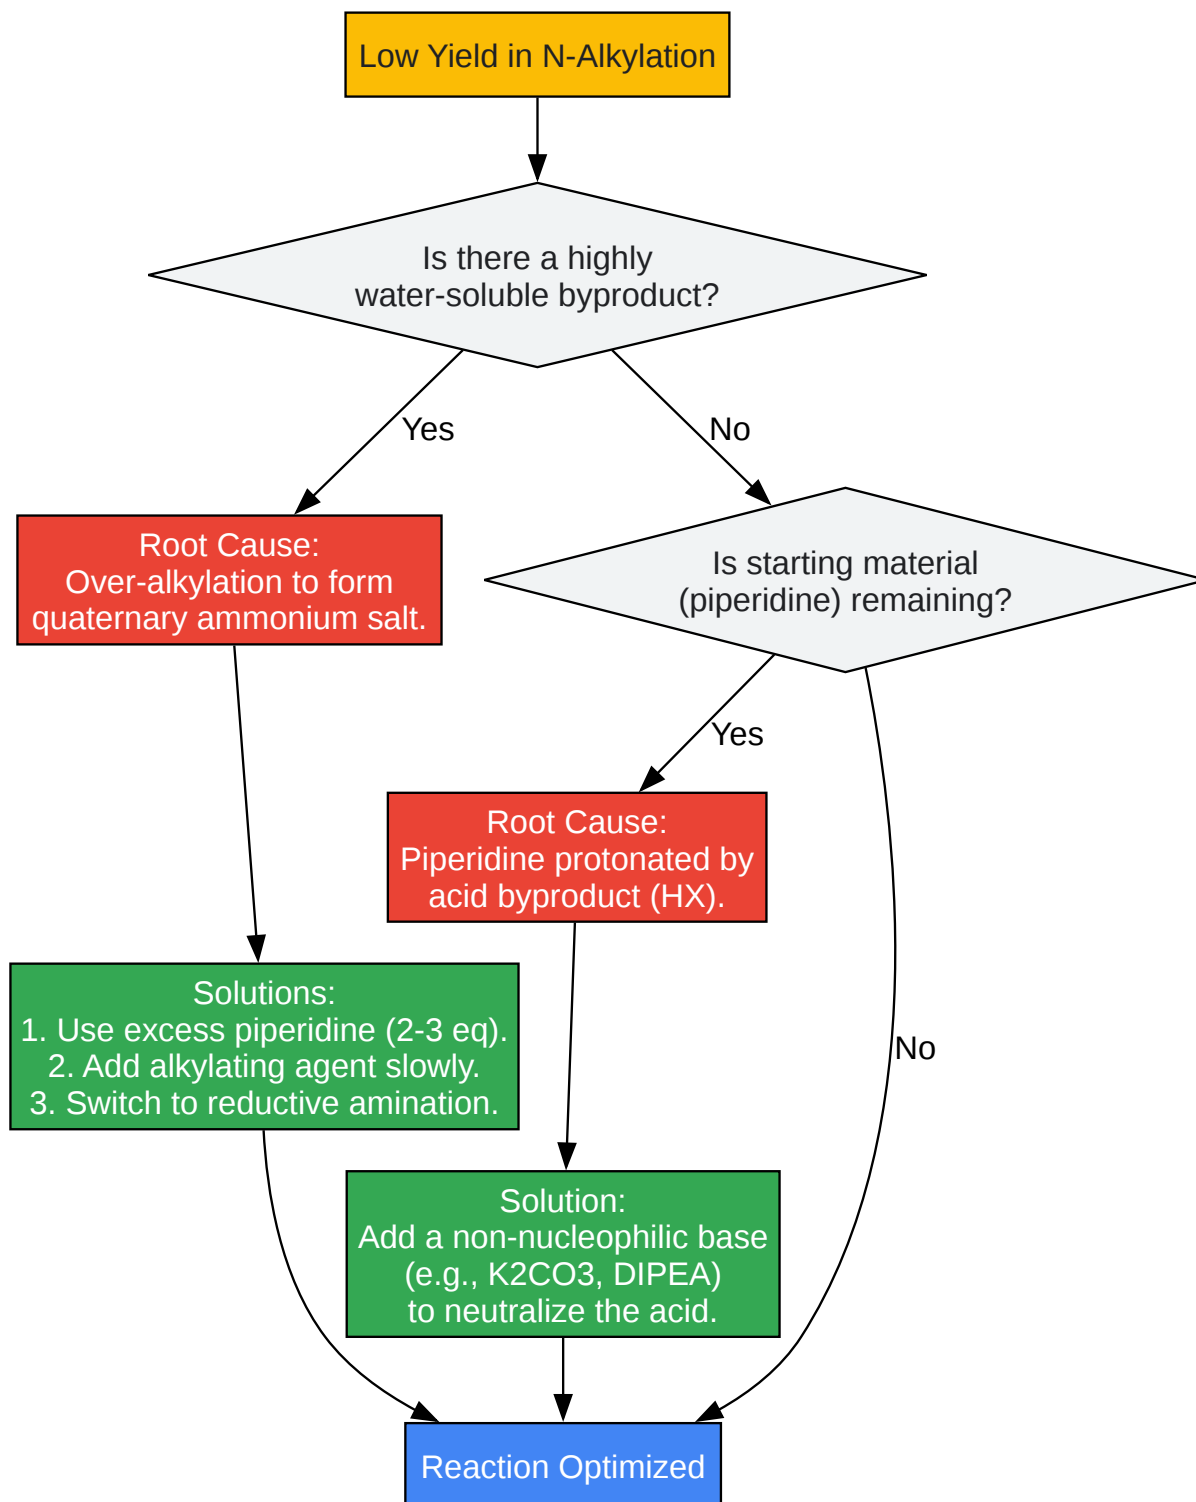 Low Yield in N-Alkylation
Is there a highly
water-soluble byproduct?
Yes
No
Root Cause:
Over-alkylation to form
quaternary ammonium salt.
Is starting material
(piperidine) remaining?
Yes
Root Cause:
Piperidine protonated by
acid byproduct (HX).
Solutions:
1. Use excess piperidine (2-3 eq).
2. Add alkylating agent slowly.
3. Switch to reductive amination.
No
Solution:
Add a non-nucleophilic base
(e.g., K2CO3, DIPEA)
to neutralize the acid.
Reaction Optimized